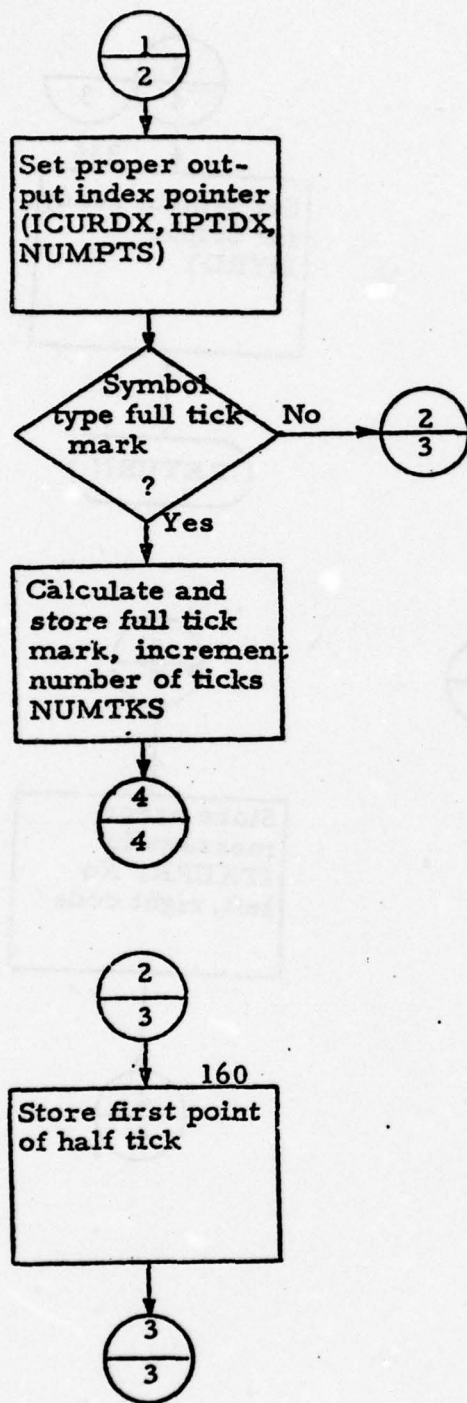 1
2
Set proper out-
put index pointer
(ICURDX, IPTDX,
NUMPTS)
Symbol
type full tick
mark
?
No
2
3
Yes
Calculate and
store full tick
mark, increment
number of ticks
NUMTKS
4
4
2
3
160
Store first point
of half tick
3
3